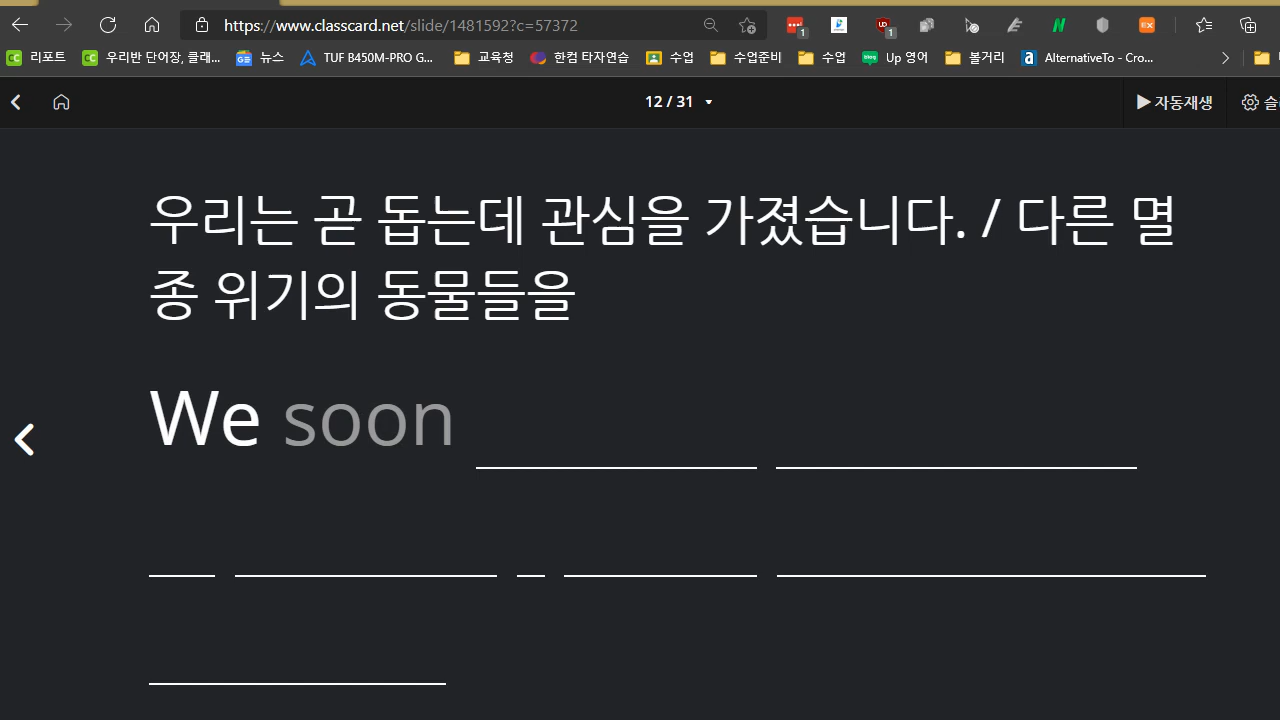 https://www.classcard.net/slide/1481592?c=57372
1
1
리포트 우리반 단어장, 클래... 뉴스 TUF B450M-PRO G... 교육청 한컴 타자연습 수업 수업준비 수업 Up 영어 볼거리 AlternativeTo - Cro...
12 / 31 자동재생
우리는 곧 돕는데 관심을 가졌습니다. / 다른 멸
종 위기의 동물들을
We soon